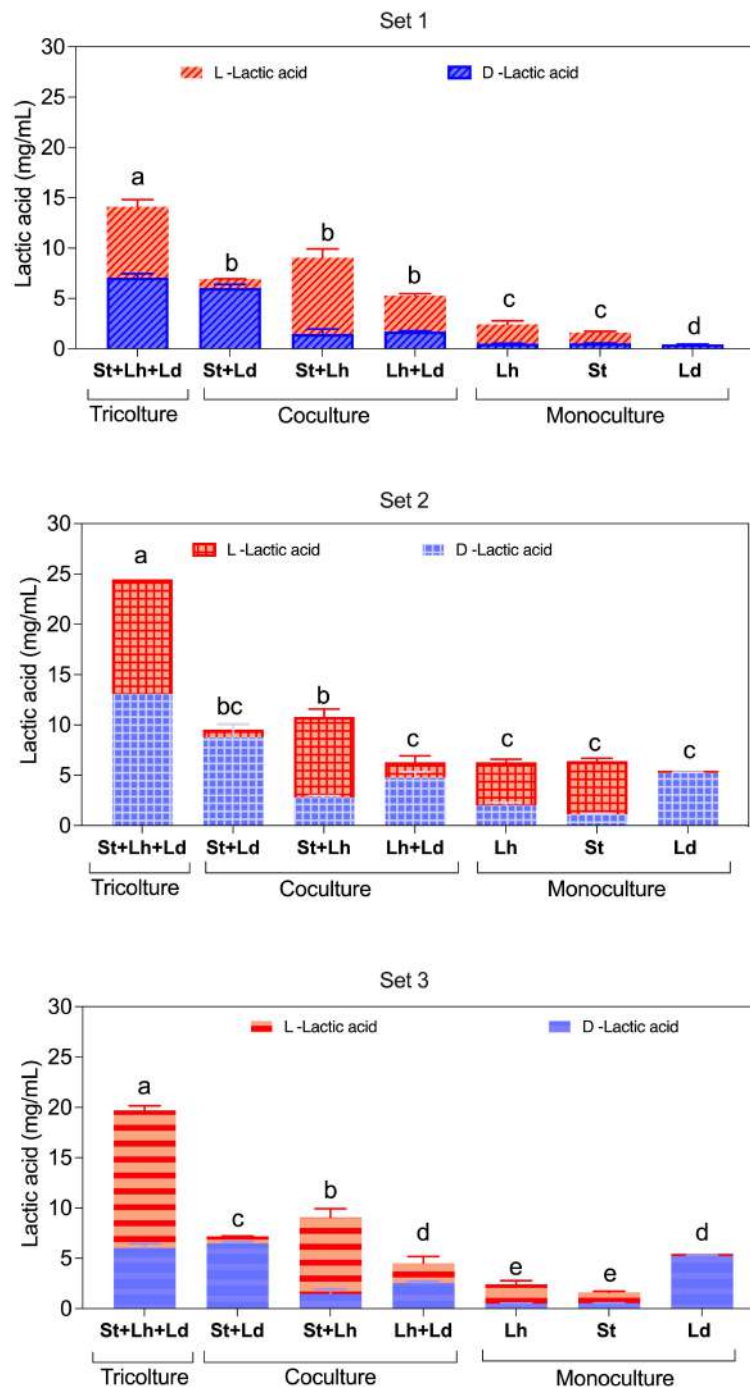 Set 1
30
25
20
15
10
5
0
Lactic acid (mg/mL)
L -Lactic acid D -Lactic acid
a
b
b
b
c
c
d
St+Lh+Ld St+Ld St+Lh Lh+Ld Lh St Ld
Tricolture Coculture Monoculture
Set 2
30
25
20
15
10
5
0
Lactic acid (mg/mL)
L -Lactic acid D -Lactic acid
a
bc
b
c
c
c
c
St+Lh+Ld St+Ld St+Lh Lh+Ld Lh St Ld
Tricolture Coculture Monoculture
Set 3
30
25
20
15
10
5
0
Lactic acid (mg/mL)
L -Lactic acid D -Lactic acid
a
c
b
d
e
e
d
St+Lh+Ld St+Ld St+Lh Lh+Ld Lh St Ld
Tricolture Coculture Monoculture